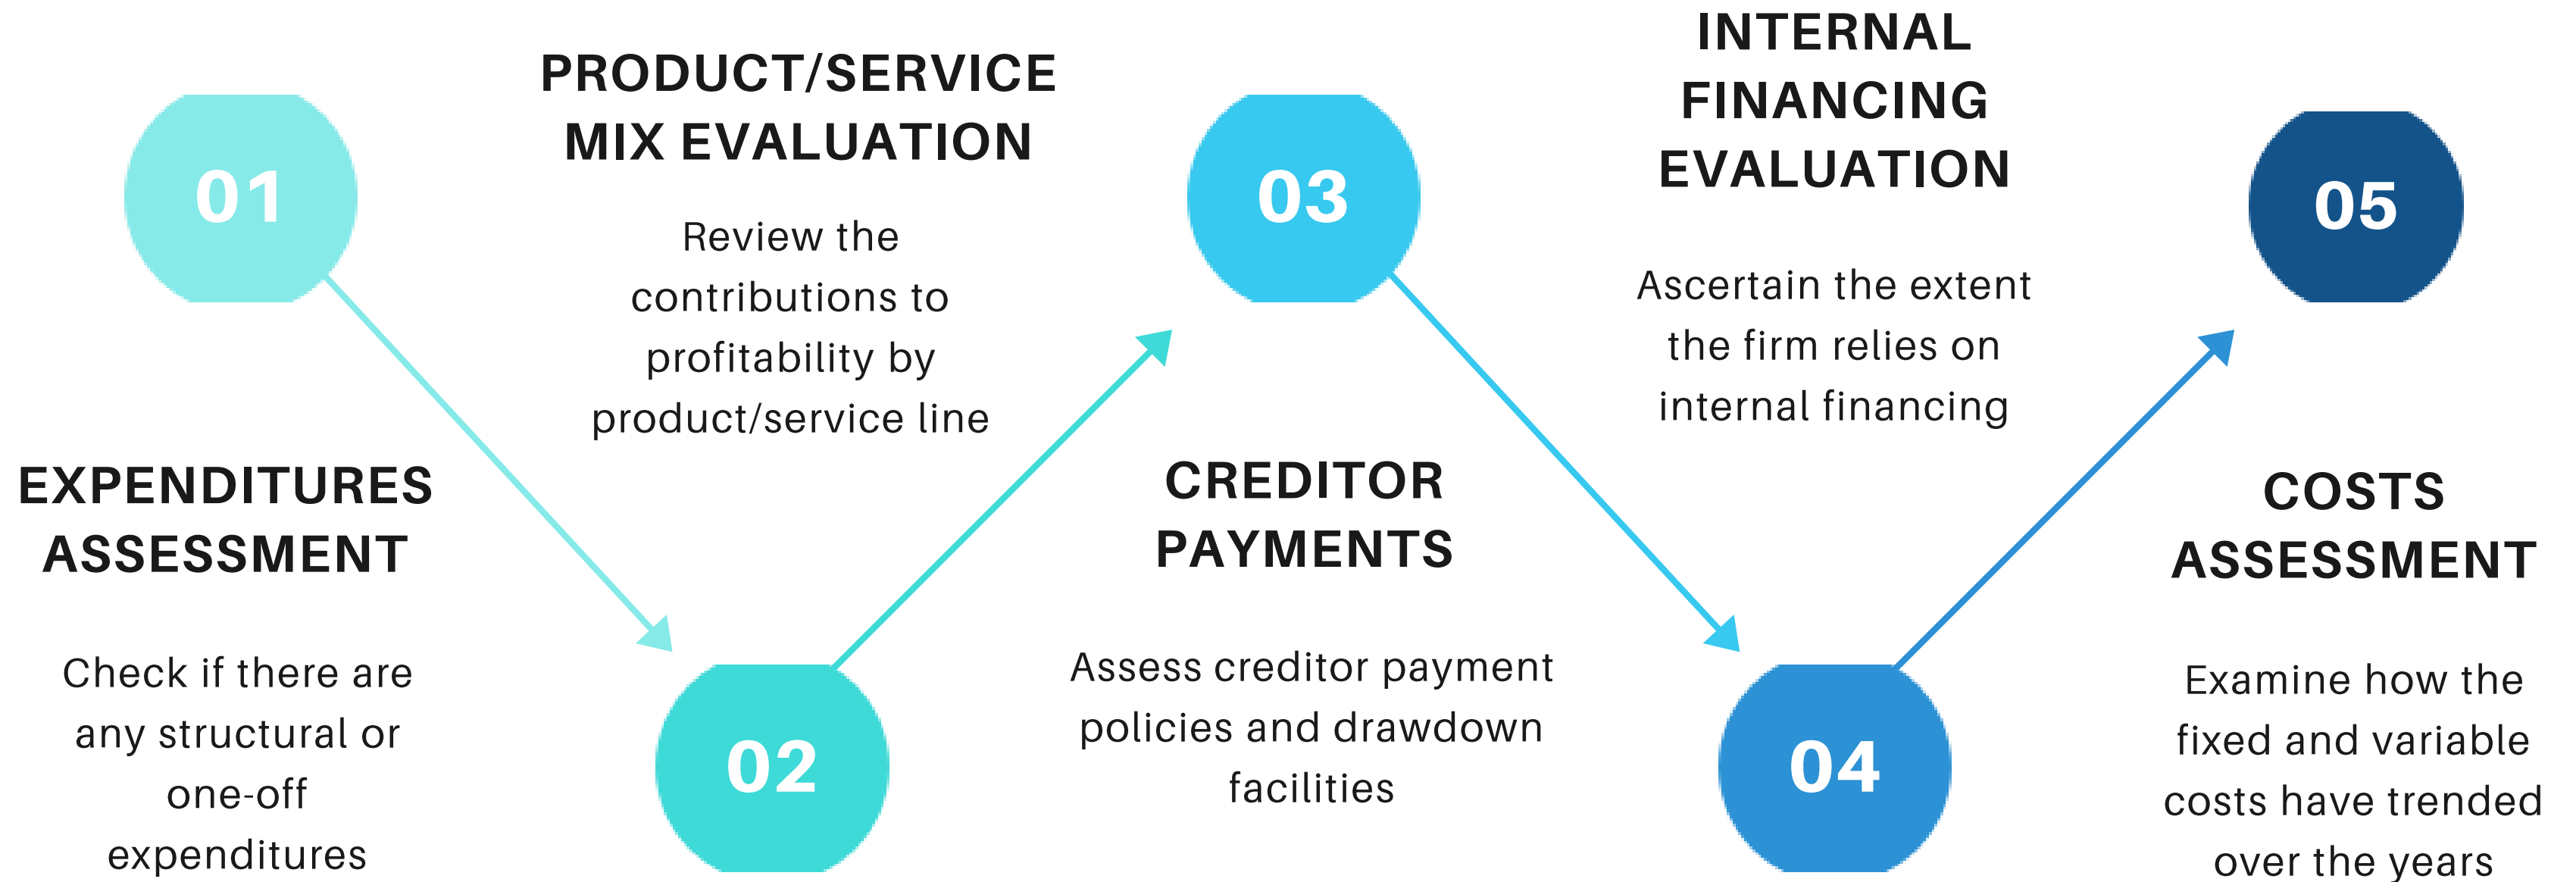 01
EXPENDITURES
ASSESSMENT
Check if there are
any structural or
one-off
expenditures
PRODUCT/SERVICE
MIX EVALUATION
Review the
contributions to
profitability by
product/service line
02
03
CREDITOR
PAYMENTS
Assess creditor payment
policies and drawdown
facilities
INTERNAL
FINANCING
EVALUATION
Ascertain the extent
the firm relies on
internal financing
04
05
COSTS
ASSESSMENT
Examine how the
fixed and variable
costs have trended
over the years